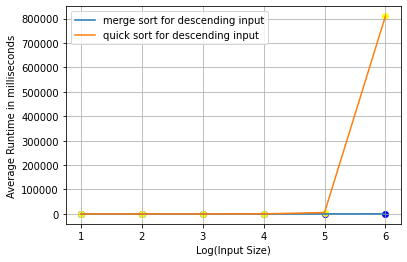 merge sort for descending input
quick sort for descending input
Average Runtime in milliseconds
800000
700000
600000
500000
400000
300000
200000
100000
0
1 2 3 4 5 6
Log(Input Size)